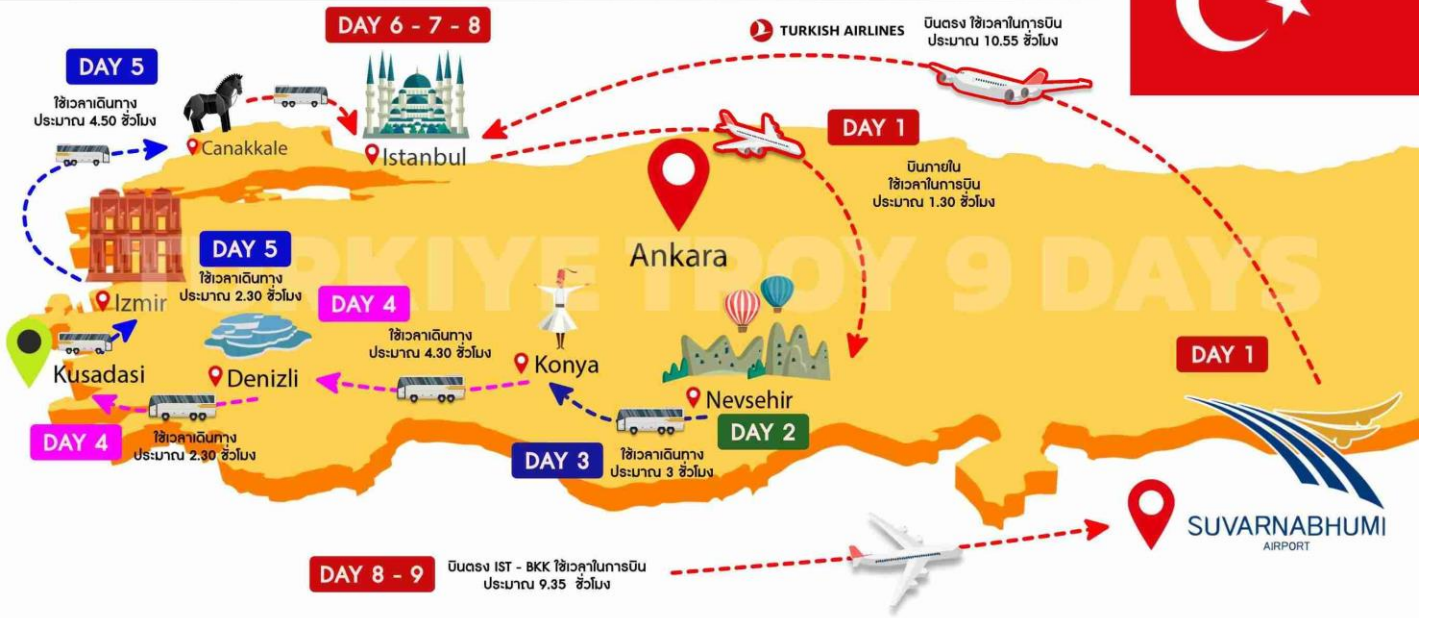 DAY 6 - 7 - 8
TURKISH AIRLINES
บินตรง ใช้เวลาในการบิน
ประมาณ 10.55 ชั่วโมง
DAY 5
ใช้เวลาเดินทาง
ประมาณ 4.50 ชั่วโมง
Canakkale
Istanbul
DAY 1
บินภายใน
ใช้เวลาในการบิน
ประมาณ 1.30 ชั่วโมง
Ankara
TURKIYE TROY 9 DAYS
DAY 5
ใช้เวลาเดินทาง
ประมาณ 2.30 ชั่วโมง
Izmir
DAY 4
ใช้เวลาเดินทาง
ประมาณ 4.30 ชั่วโมง
Konya
DAY 1
Kusadasi
Denizli
Nevsehir
DAY 2
DAY 4
ใช้เวลาเดินทาง
ประมาณ 2.30 ชั่วโมง
DAY 3
ใช้เวลาเดินทาง
ประมาณ 3 ชั่วโมง
SUVARNABHUMI
AIRPORT
DAY 8 - 9
บินตรง IST - BKK ใช้เวลาในการบิน
ประมาณ 9.35 ชั่วโมง